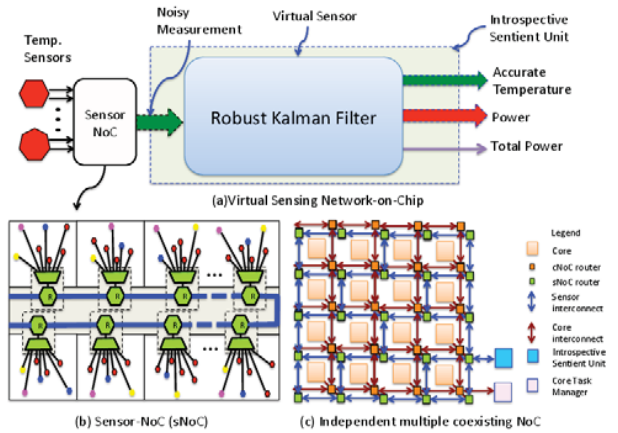 Noisy
Measurement
Virtual Sensor
Introspective
Sentient Unit
Temp.
Sensors
Sensor
NoC
Robust Kalman Filter
Accurate
Temperature
Power
Total Power
(a)Virtual Sensing Network-on-Chip
R R R R
R R R R
...
...
(b) Sensor-NoC (sNoC)
Legend
Core
cNoC router
sNoC router
Sensor
interconnect
Core
interconnect
Introspective
Sentient Unit
Core Task
Manager
(c) Independent multiple coexisting NoC